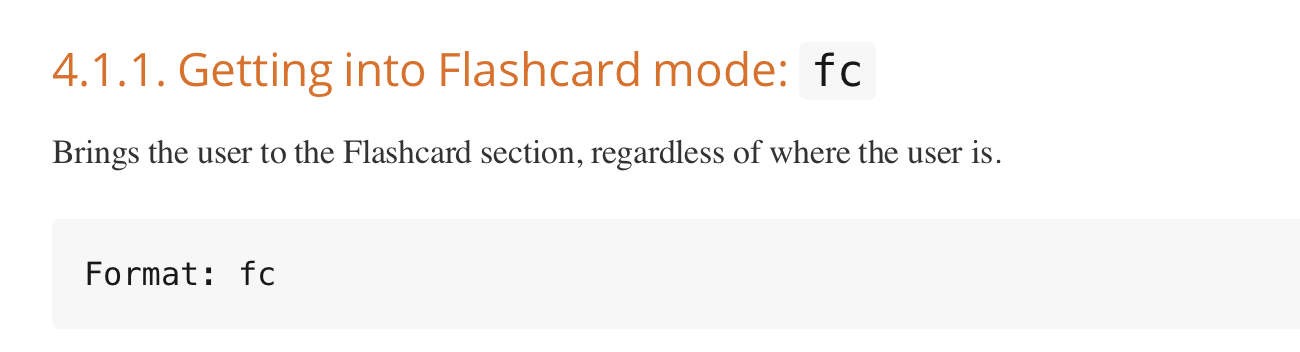 4.1.1. Getting into Flashcard mode: fc
Brings the user to the Flashcard section, regardless of where the user is.
Format: fc